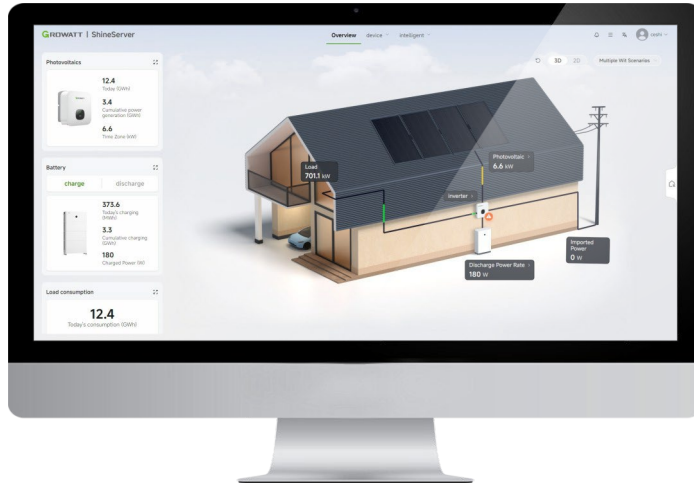 GROWATT | ShineServer
Overview device intelligent
oeshi
Photovoltaics
12.4
Today (GWh)
3.4
Cumulative power
generation (GWh)
6.6
Time Zone (kW)
Battery
charge discharge
373.6
Today's charging
(MWh)
3.3
Cumulative charging
(GWh)
180
Charged Power (W)
Load consumption
12.4
Today's consumption (GWh)
3D 2D Multiple Wit Scenarios
Load
701.1 kW
Photovoltaic >
6.6 kW
Inverter >
Discharge Power Rate >
180 W
Imported
Power
0 W